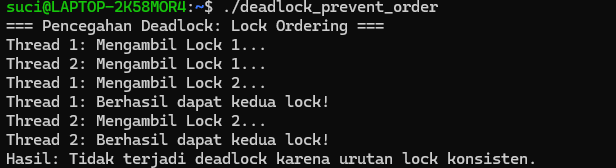 suci@LAPTOP-2K58MOR4:~$ ./deadlock_prevent_order
=== Pencegahan Deadlock: Lock Ordering ===
Thread 1: Mengambil Lock 1...
Thread 2: Mengambil Lock 1...
Thread 1: Mengambil Lock 2...
Thread 1: Berhasil dapat kedua lock!
Thread 2: Mengambil Lock 2...
Thread 2: Berhasil dapat kedua lock!
Hasil: Tidak terjadi deadlock karena urutan lock konsisten.